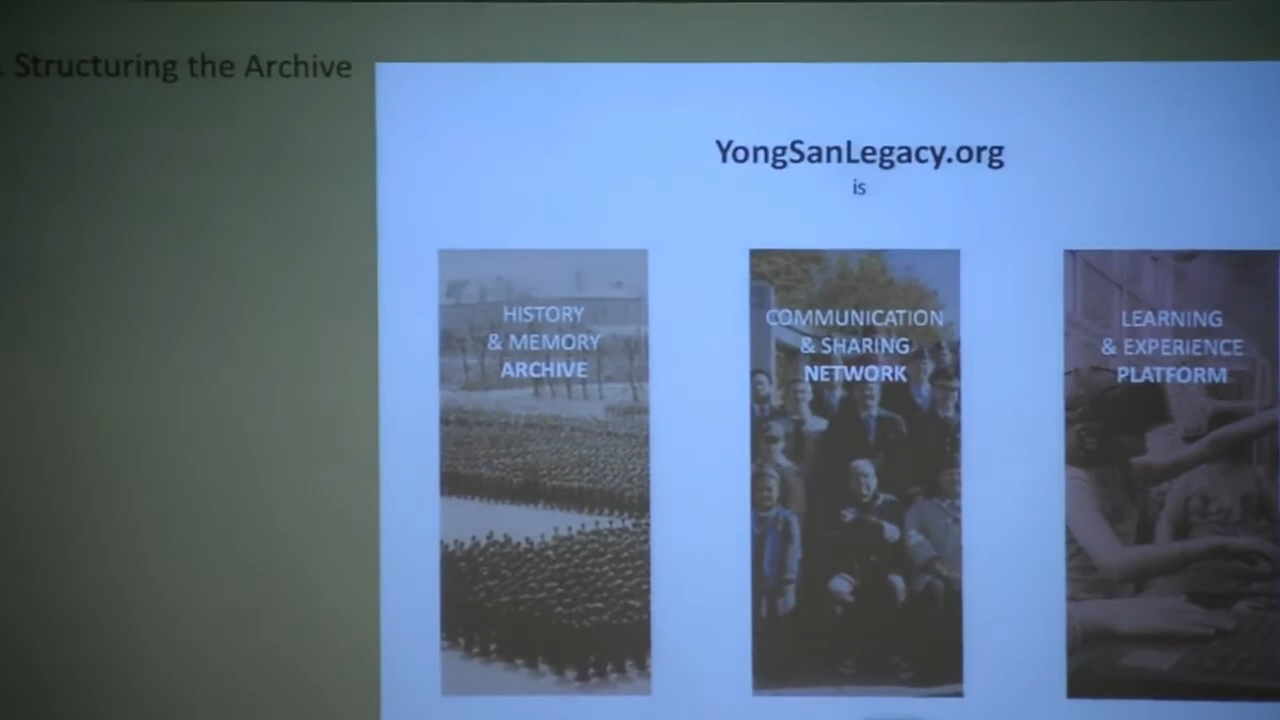 . Structuring the Archive
YongSanLegacy.org
is
HISTORY
& MEMORY
ARCHIVE
COMMUNICATION
& SHARING
NETWORK
LEARNING
& EXPERIENCE
PLATFORM